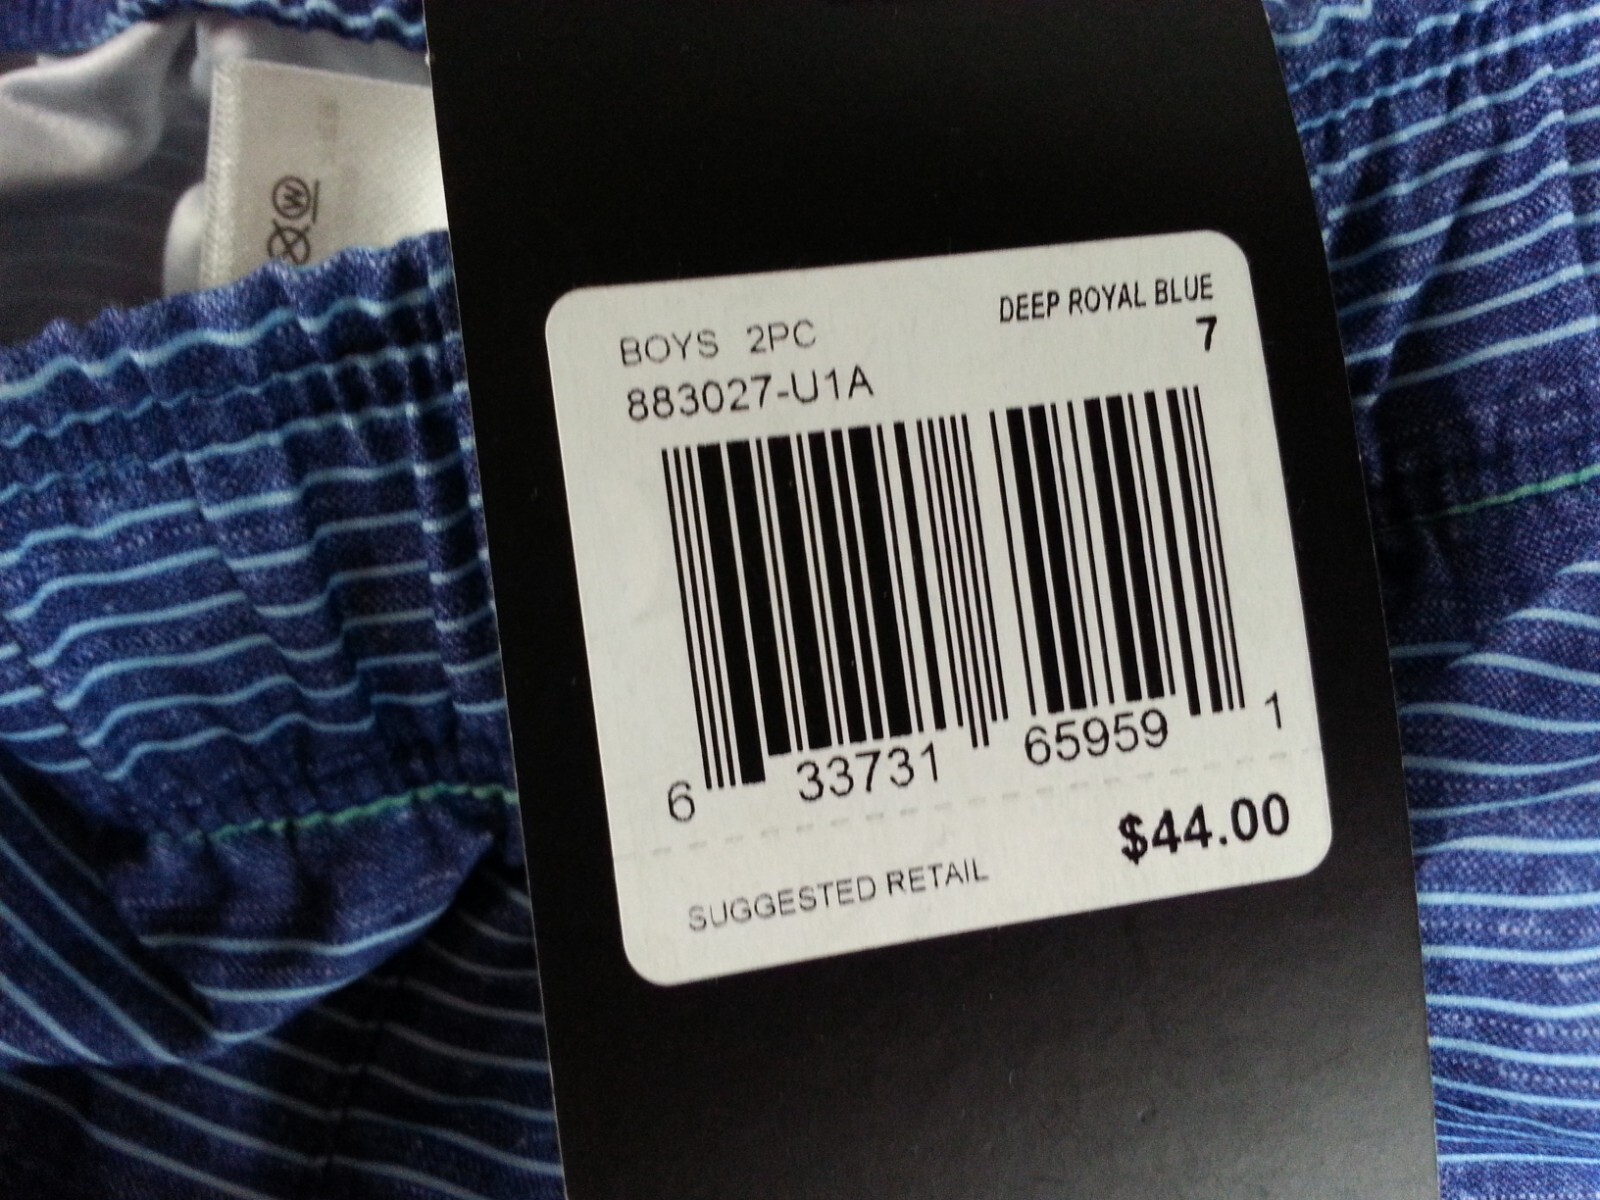 BOYS 2PC
DEEP ROYAL BLUE
7
883027-U1A
6 33731 65959 1
$44.00
SUGGESTED RETAIL
W